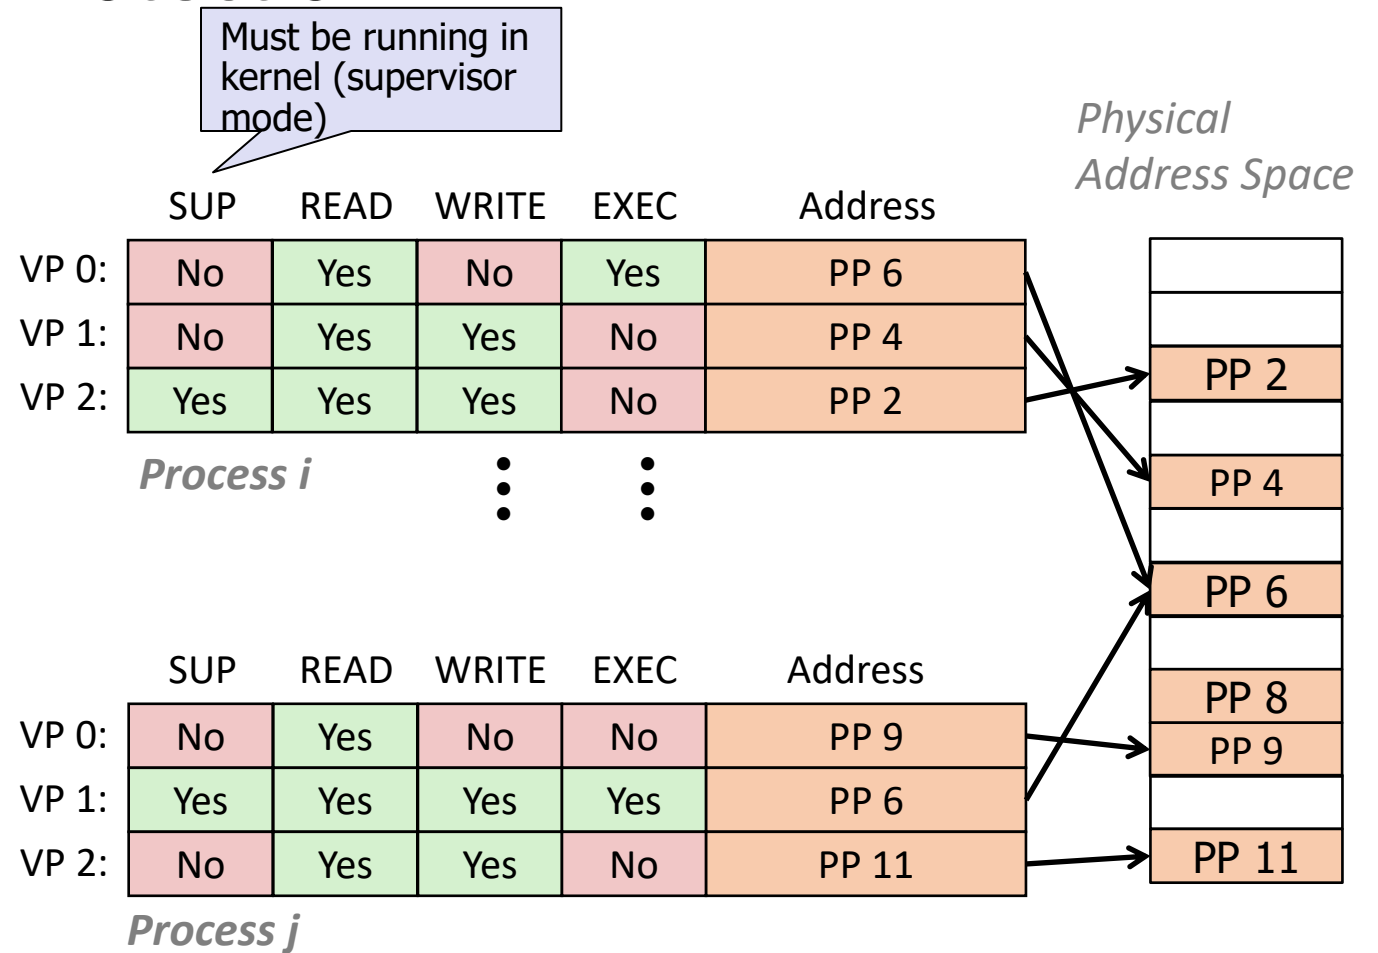 Must be running in
kernel (supervisor
mode)
Physical
Address Space
SUP READ WRITE EXEC Address
VP 0: No Yes No Yes PP 6
VP 1: No Yes Yes No PP 4
VP 2: Yes Yes Yes No PP 2
Process i
PP 2
PP 4
PP 6
PP 8
PP 9
PP 11
SUP READ WRITE EXEC Address
VP 0: No Yes No No PP 9
VP 1: Yes Yes Yes Yes PP 6
VP 2: No Yes Yes No PP 11
Process j